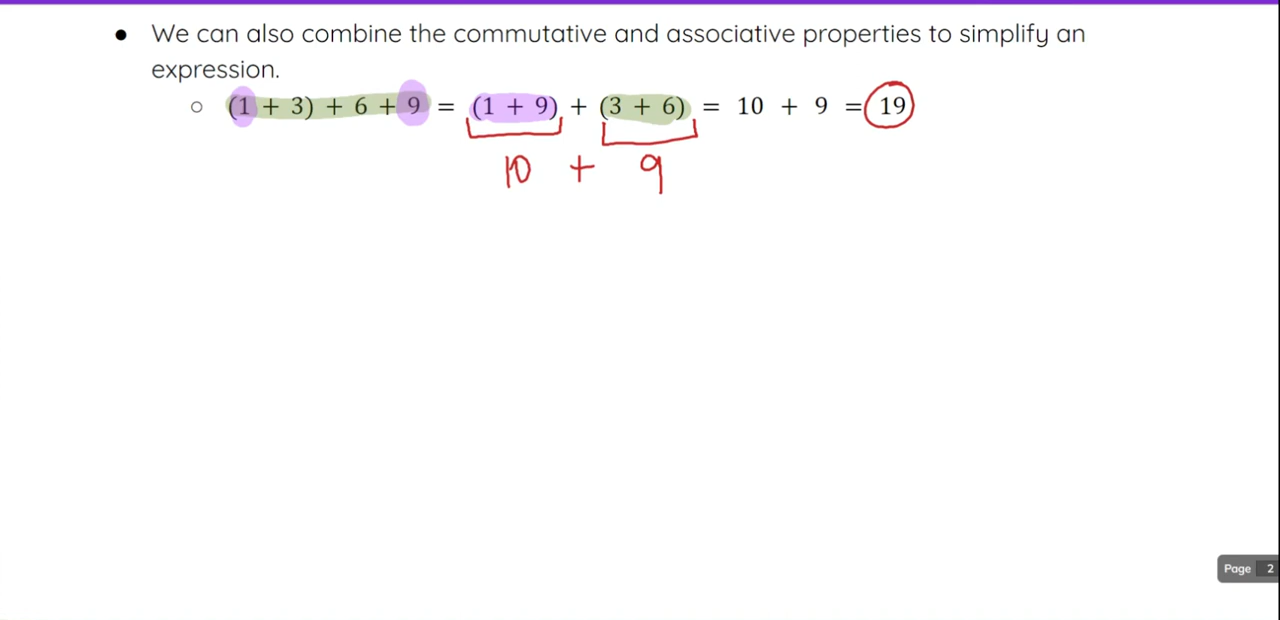 ● We can also combine the commutative and associative properties to simplify an
expression.
○ (1 + 3) + 6 + 9 = (1 + 9) + (3 + 6) = 10 + 9 = 19
10 + 9
Page 2